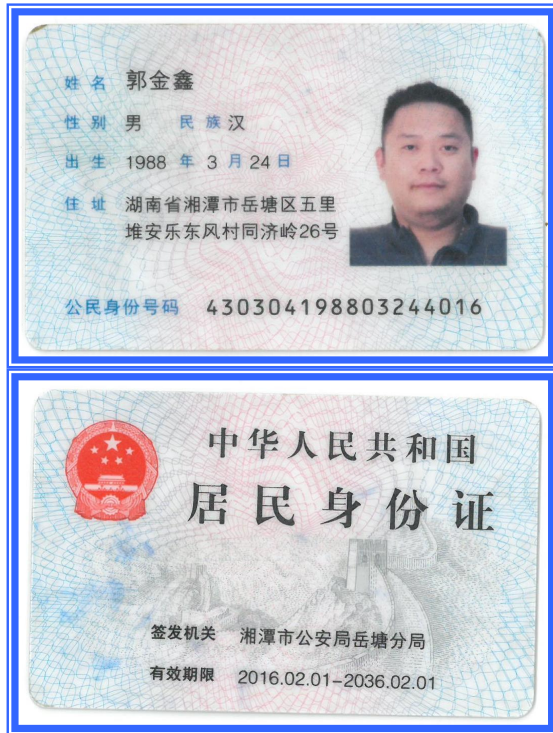 姓名 郭金鑫
性别 男 民族 汉
出生 1988 年 3 月 24 日
住址 湖南省湘潭市岳塘区五里
堆安乐东风村同济岭26号
公民身份号码 430304198803244016
中华人民共和国
居民身份证
签发机关 湘潭市公安局岳塘分局
有效期限 2016.02.01-2036.02.01